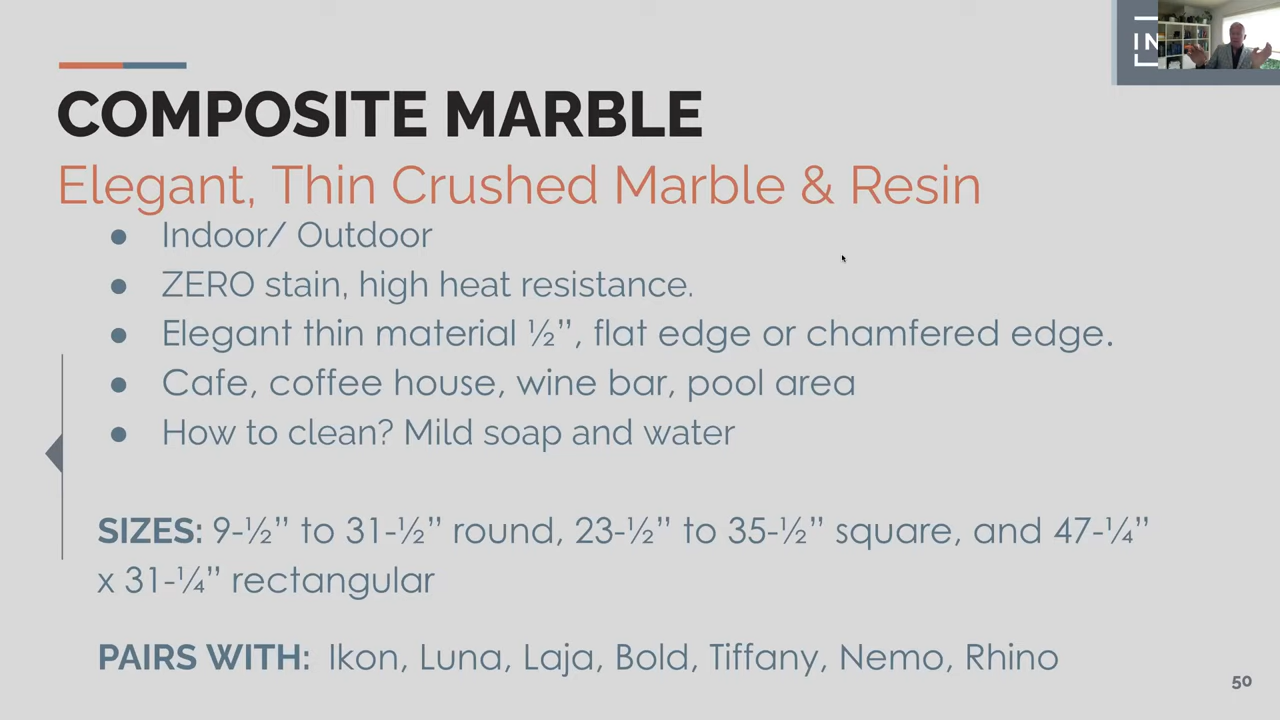 IN
COMPOSITE MARBLE
Elegant, Thin Crushed Marble & Resin
● Indoor/ Outdoor
● ZERO stain, high heat resistance.
● Elegant thin material ½”, flat edge or chamfered edge.
● Cafe, coffee house, wine bar, pool area
● How to clean? Mild soap and water
SIZES: 9-½” to 31-½” round, 23-½” to 35-½” square, and 47-¼”
x 31-¼” rectangular
PAIRS WITH: Ikon, Luna, Laja, Bold, Tiffany, Nemo, Rhino
50